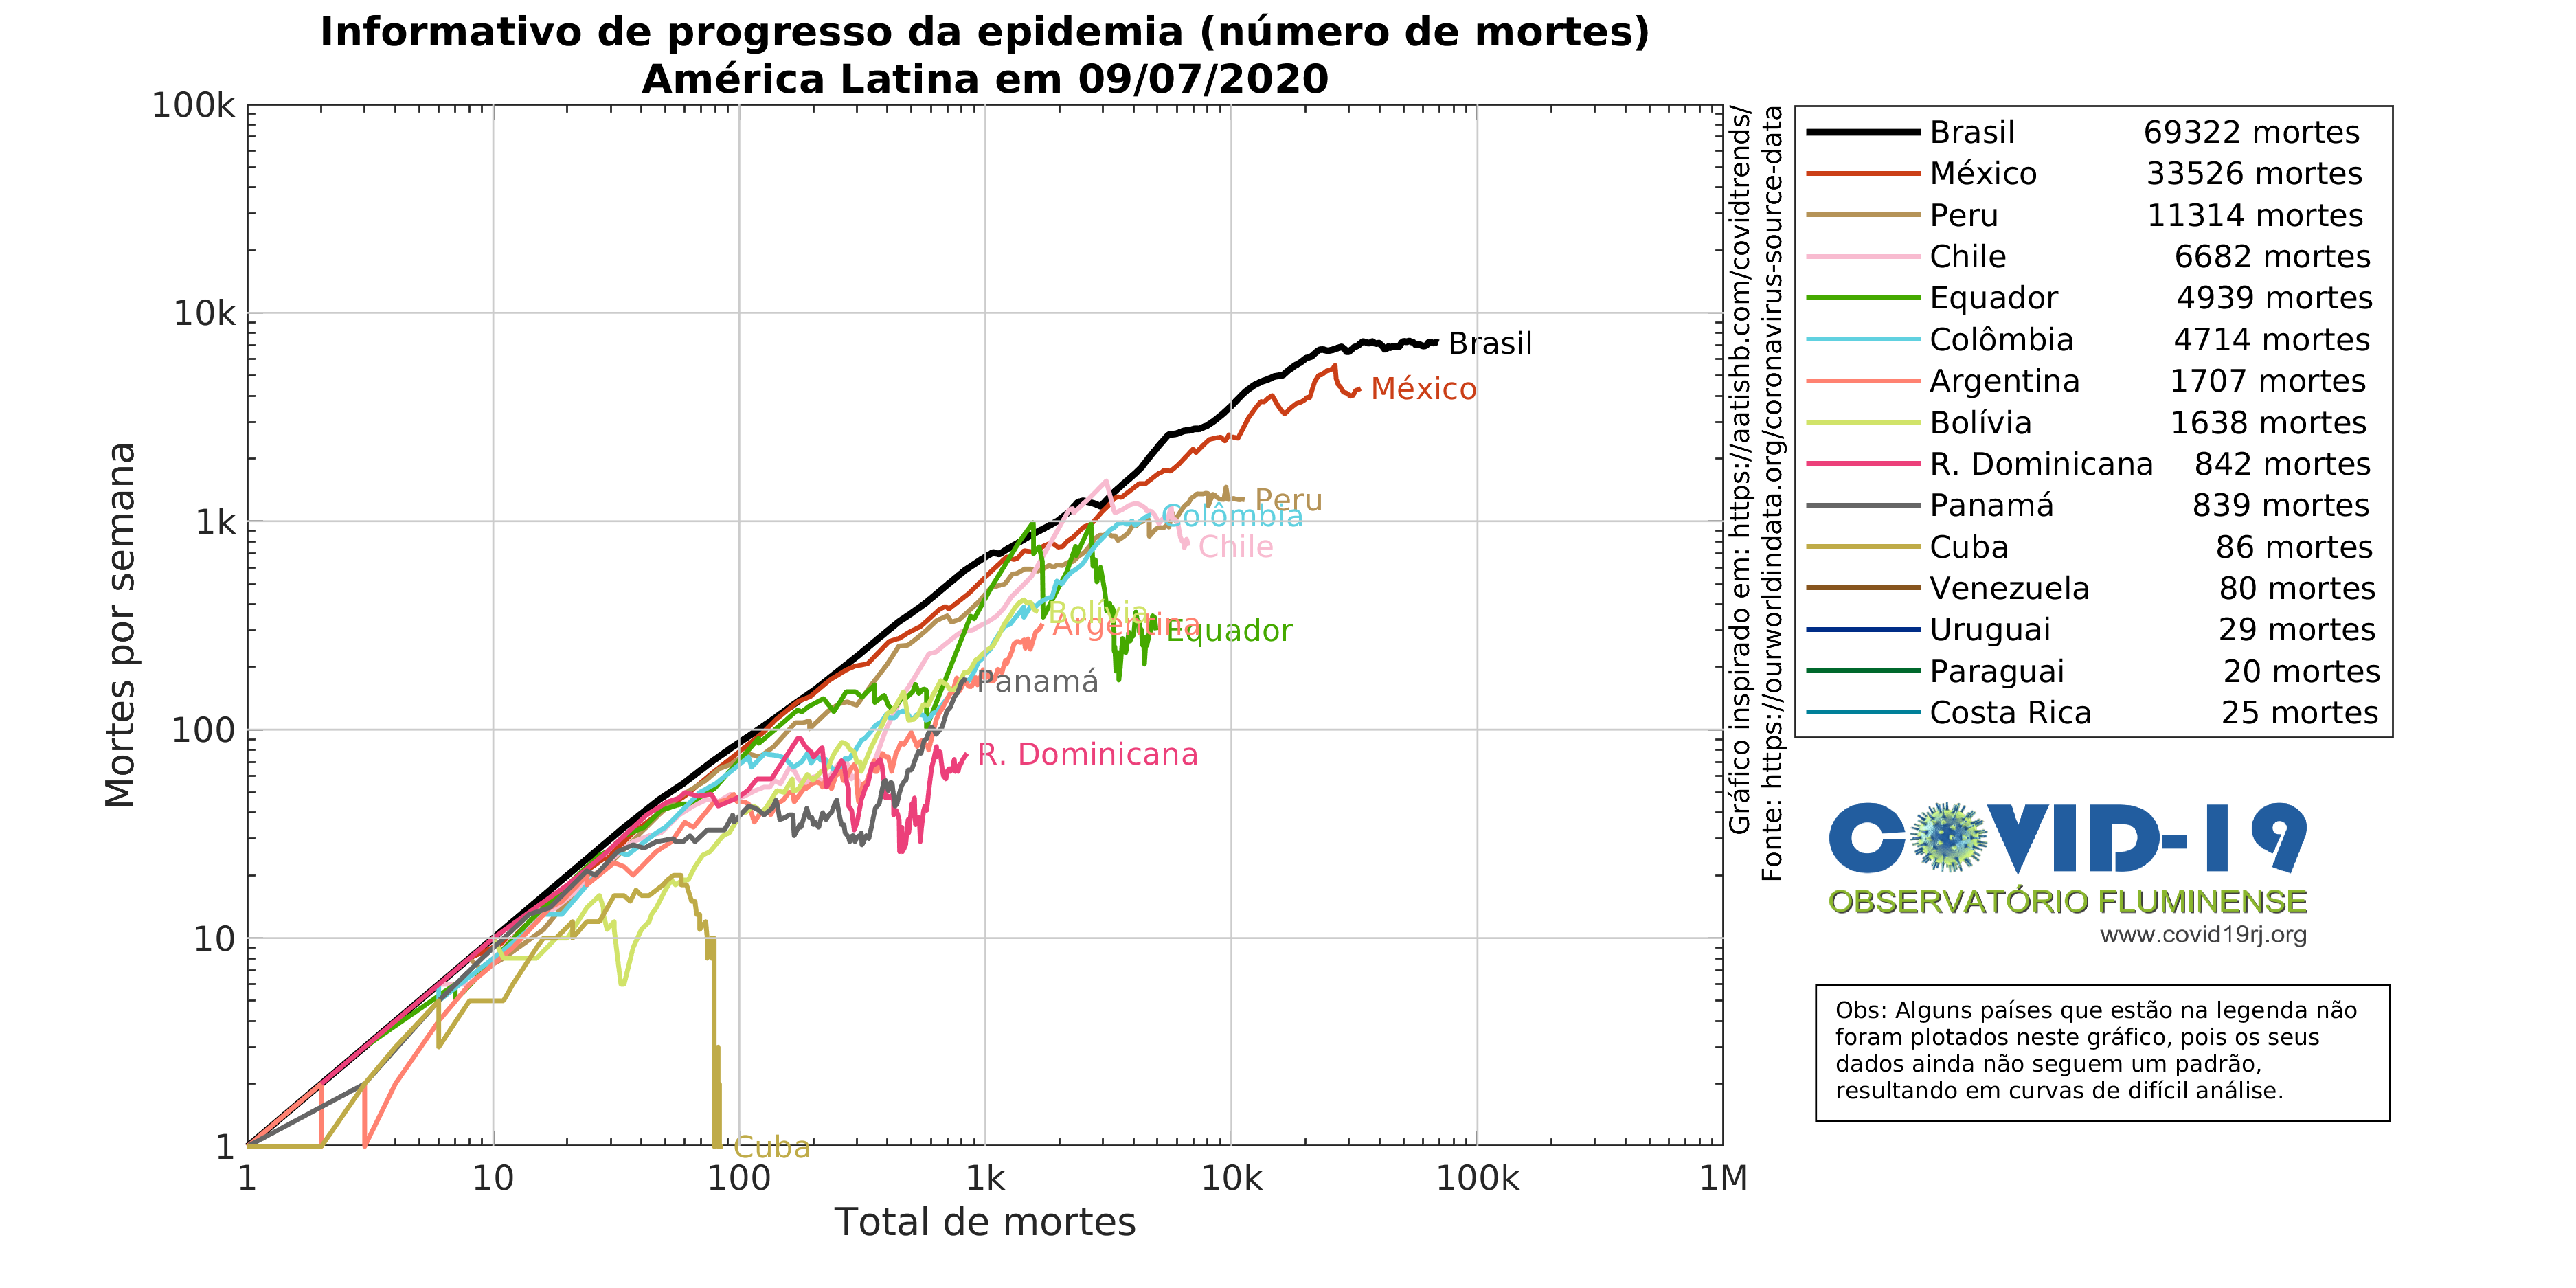 Informativo de progresso da epidemia (número de mortes)
América Latina em 09/07/2020
100k
10k
1k
100
10
1
Mortes por semana
1
10
100
1k
10k
100k
1M
Total de mortes
Brasil
México
Peru
Colômbia
Chile
Bolívia
Argentina
Equador
Panamá
R. Dominicana
Cuba
Gráfico inspirado em: https://aatishb.com/covidtrends/
Fonte: https://ourworldindata.org/coronavirus-source-data
Brasil 69322 mortes
México 33526 mortes
Peru 11314 mortes
Chile 6682 mortes
Equador 4939 mortes
Colômbia 4714 mortes
Argentina 1707 mortes
Bolívia 1638 mortes
R. Dominicana 842 mortes
Panamá 839 mortes
Cuba 86 mortes
Venezuela 80 mortes
Uruguai 29 mortes
Paraguai 20 mortes
Costa Rica 25 mortes
COVID-19
OBSERVATÓRIO FLUMINENSE
www.covid19rj.org
Obs: Alguns países que estão na legenda não
foram plotados neste gráfico, pois os seus
dados ainda não seguem um padrão,
resultando em curvas de difícil análise.